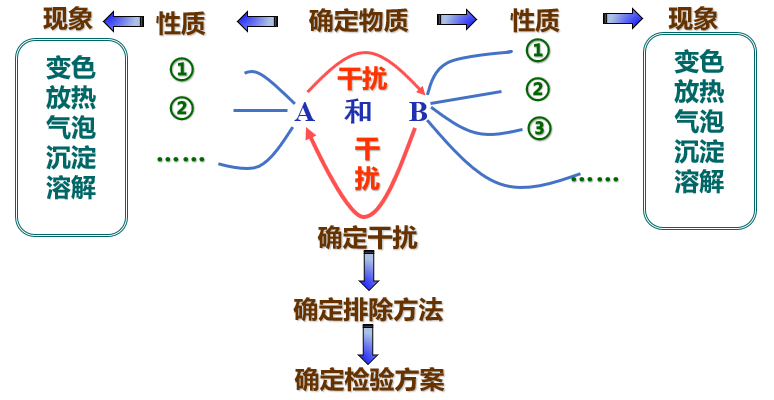 现象 性质 确定物质 性质 现象
变色
放热
气泡
沉淀
溶解
①
②
……
A 和 B
干扰
干
扰
①
②
③
……
变色
放热
气泡
沉淀
溶解
确定干扰
确定排除方法
确定检验方案